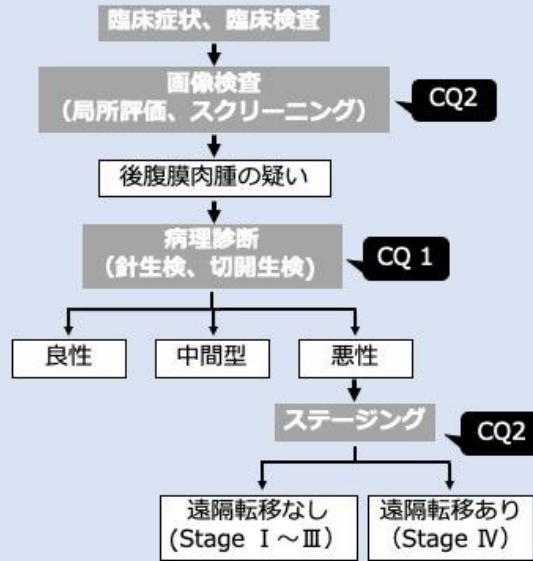 臨床症状、臨床検査
画像検査
（局所評価、スクリーニング）
CQ2
後腹膜肉腫の疑い
病理診断
（針生検、切開生検)
CQ 1
良性
中間型
悪性
ステージング
CQ2
遠隔転移なし
(Stage Ⅰ～Ⅲ）
遠隔転移あり
（Stage Ⅳ）